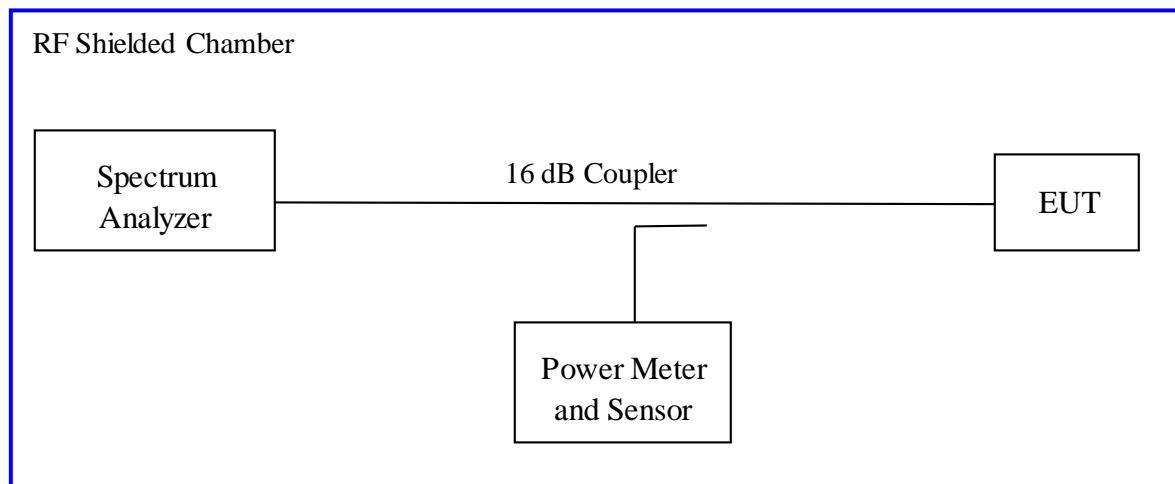 RF Shielded Chamber
Spectrum
Analyzer
16 dB Coupler
EUT
Power Meter
and Sensor